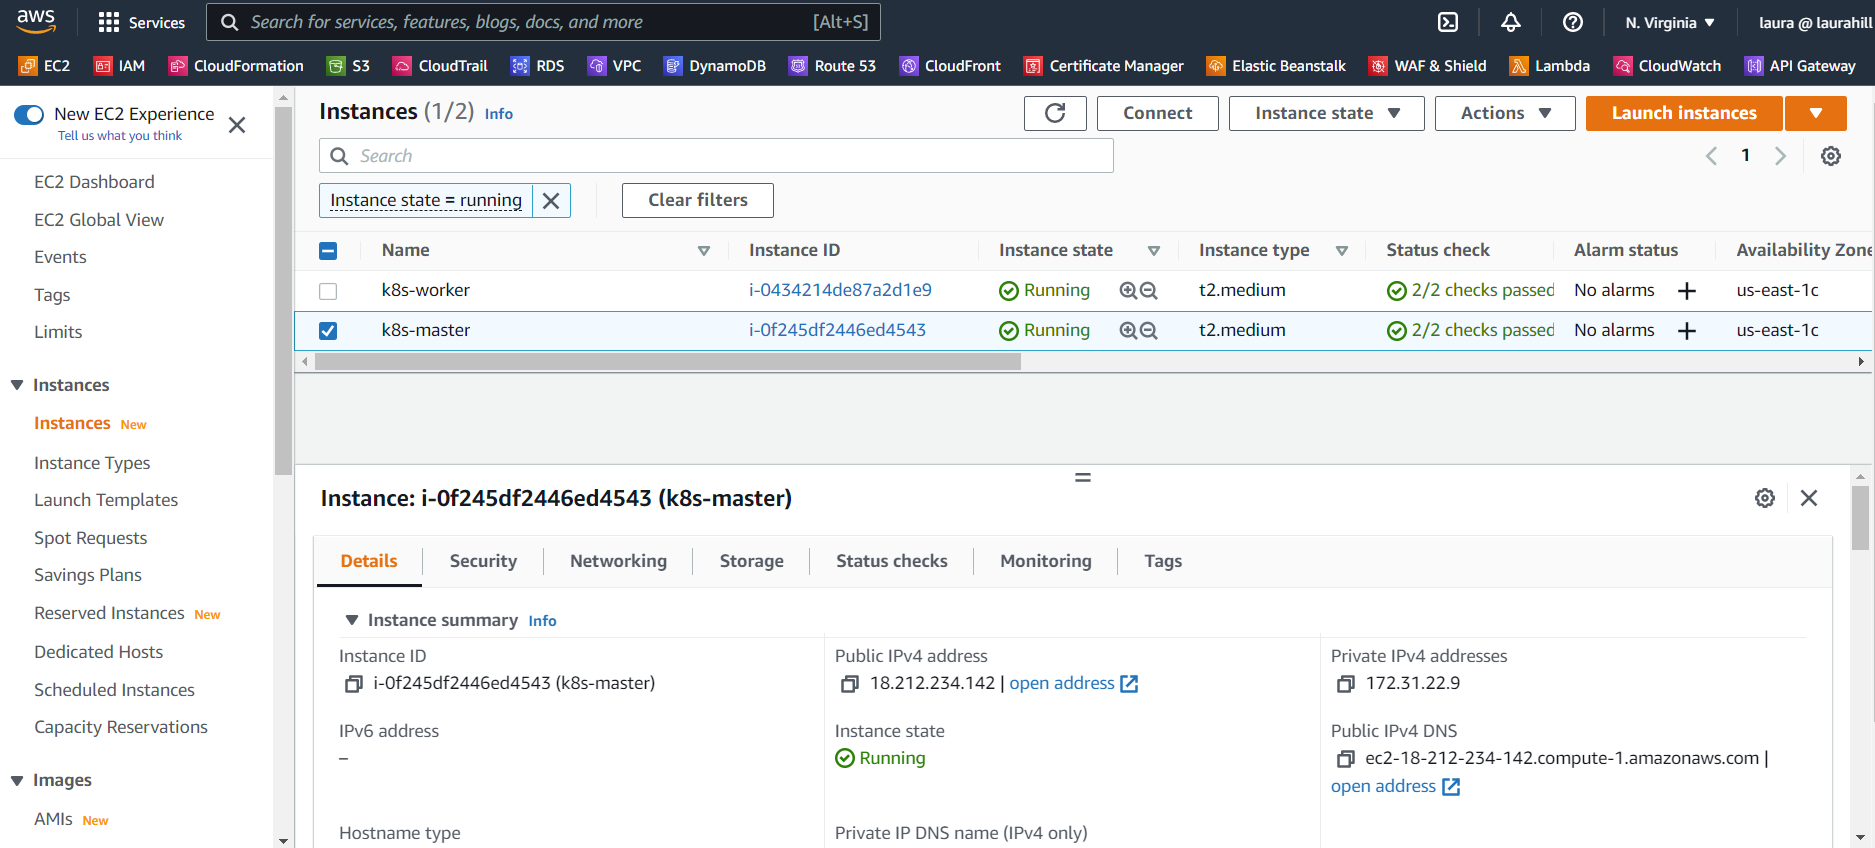 aws
Services
Search for services, features, blogs, docs, and more [Alt+S]
N. Virginia
laura @ laurahill
EC2 IAM CloudFormation S3 CloudTrail RDS VPC DynamoDB Route 53 CloudFront Certificate Manager Elastic Beanstalk WAF & Shield Lambda CloudWatch API Gateway
New EC2 Experience
Tell us what you think
EC2 Dashboard
EC2 Global View
Events
Tags
Limits
Instances
Instances New
Instance Types
Launch Templates
Spot Requests
Savings Plans
Reserved Instances New
Dedicated Hosts
Scheduled Instances
Capacity Reservations
Images
AMIs New
Instances (1/2) Info
Connect
Instance state
Actions
Launch instances
Search
1
Instance state = running
Clear filters
Name Instance ID Instance state Instance type Status check Alarm status Availability Zone
k8s-worker i-0434214de87a2d1e9 Running t2.medium 2/2 checks passed No alarms us-east-1c
k8s-master i-0f245df2446ed4543 Running t2.medium 2/2 checks passed No alarms us-east-1c
Instance: i-0f245df2446ed4543 (k8s-master)
Details Security Networking Storage Status checks Monitoring Tags
Instance summary Info
Instance ID
i-0f245df2446ed4543 (k8s-master)
Public IPv4 address
18.212.234.142 | open address
Private IPv4 addresses
172.31.22.9
IPv6 address
–
Instance state
Running
Public IPv4 DNS
ec2-18-212-234-142.compute-1.amazonaws.com |
open address
Hostname type
Private IP DNS name (IPv4 only)